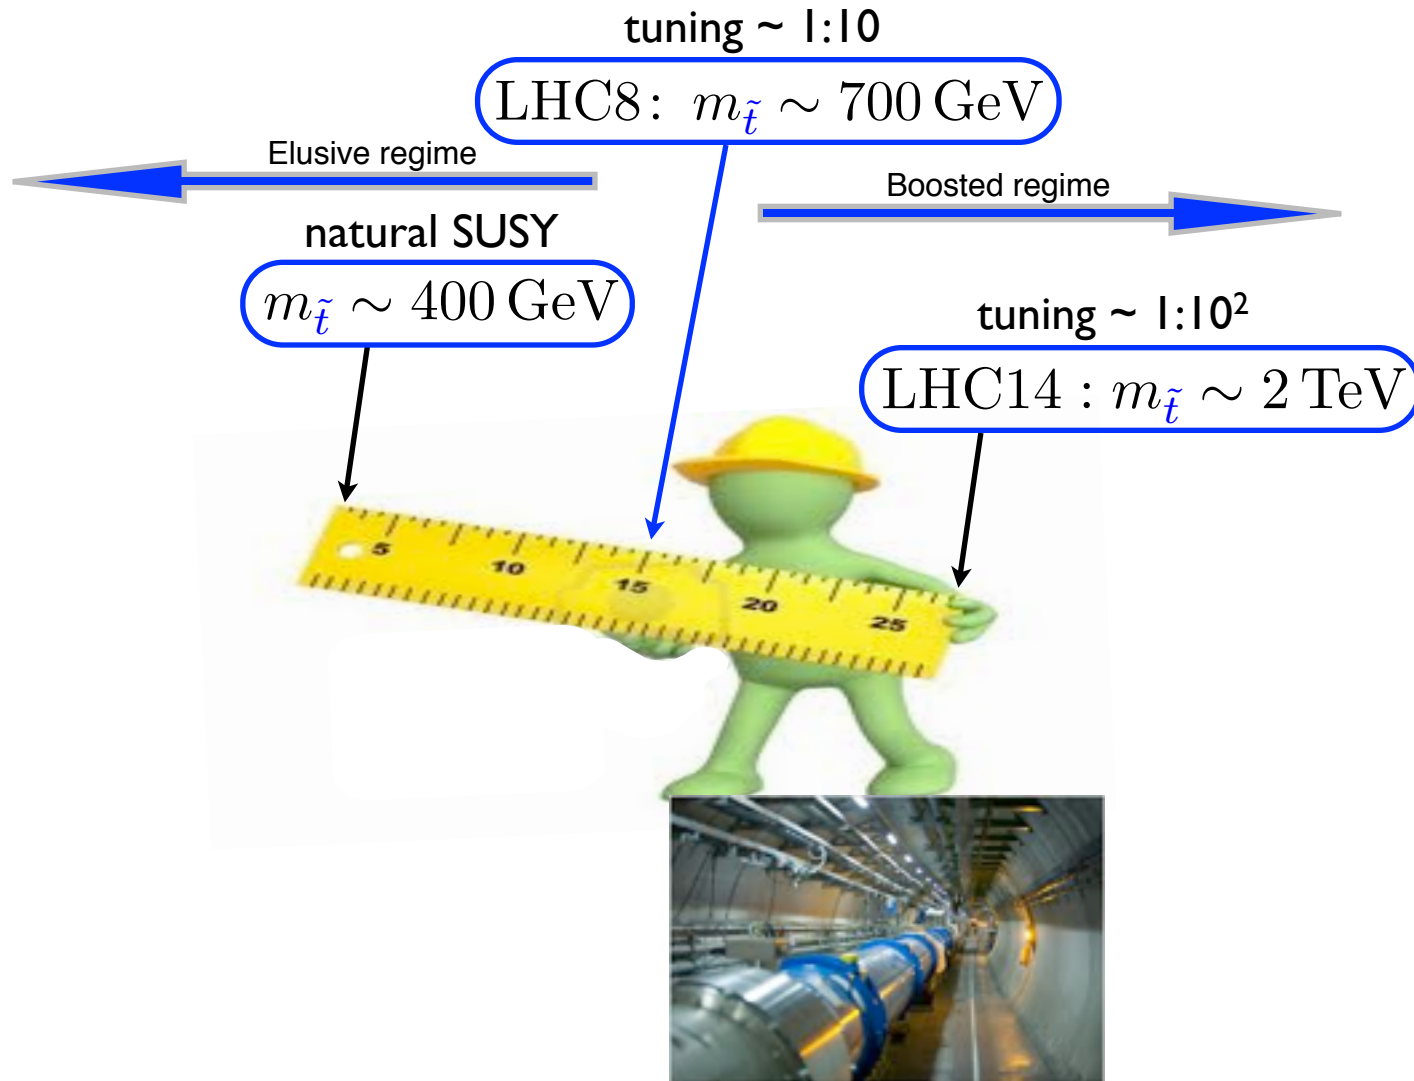 tuning ~ 1:10
LHC8: m_t̃ ~ 700 GeV
Elusive regime
Boosted regime
natural SUSY
m_t̃ ~ 400 GeV
tuning ~ 1:10²
LHC14 : m_t̃ ~ 2 TeV
5 10 15 20 25